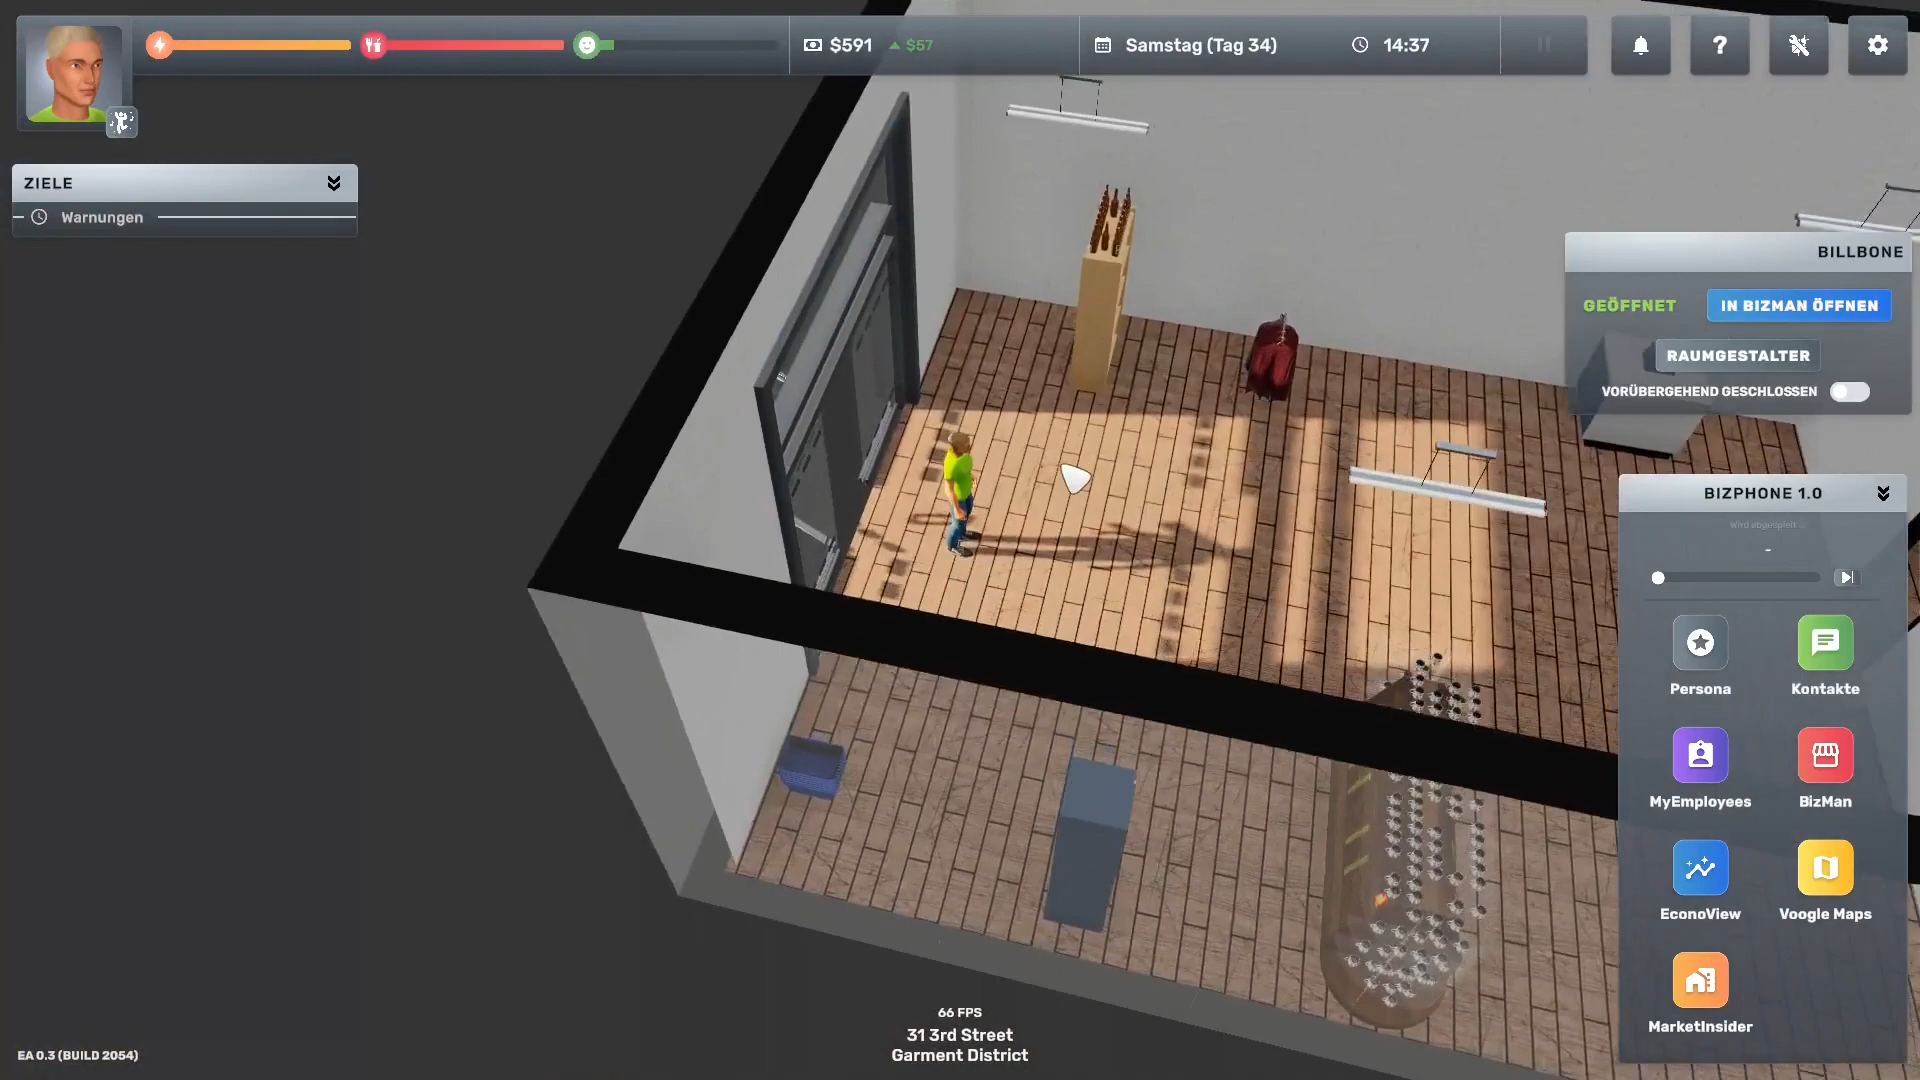 $591
$57
Samstag (Tag 34)
14:37
?
ZIELE
Warnungen
BILLBONE
GEÖFFNET
IN BIZMAN ÖFFNEN
RAUMGESTALTER
VORÜBERGEHEND GESCHLOSSEN
BIZPHONE 1.0
Wird abgespielt...
-
Persona
Kontakte
MyEmployees
BizMan
EconoView
Voogle Maps
MarketInsider
66 FPS
31 3rd Street
Garment District
EA 0.3 (BUILD 2054)